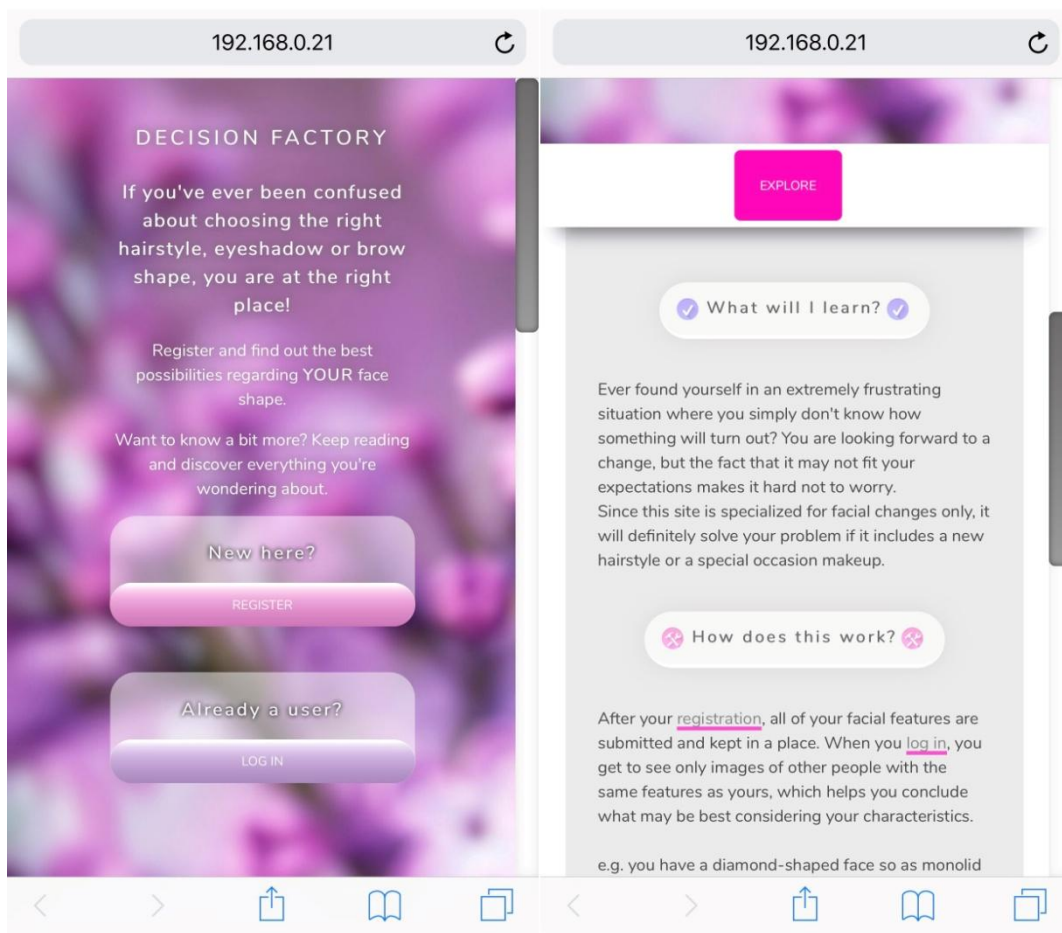 192.168.0.21
DECISION FACTORY
If you've ever been confused
about choosing the right
hairstyle, eyeshadow or brow
shape, you are at the right
place!
Register and find out the best
possibilities regarding YOUR face
shape.
Want to know a bit more? Keep reading
and discover everything you're
wondering about.
New here?
REGISTER
Already a user?
LOG IN
192.168.0.21
EXPLORE
What will I learn?
Ever found yourself in an extremely frustrating
situation where you simply don't know how
something will turn out? You are looking forward to a
change, but the fact that it may not fit your
expectations makes it hard not to worry.
Since this site is specialized for facial changes only, it
will definitely solve your problem if it includes a new
hairstyle or a special occasion makeup.
How does this work?
After your registration, all of your facial features are
submitted and kept in a place. When you log in, you
get to see only images of other people with the
same features as yours, which helps you conclude
what may be best considering your characteristics.
e.g. you have a diamond-shaped face so as monolid